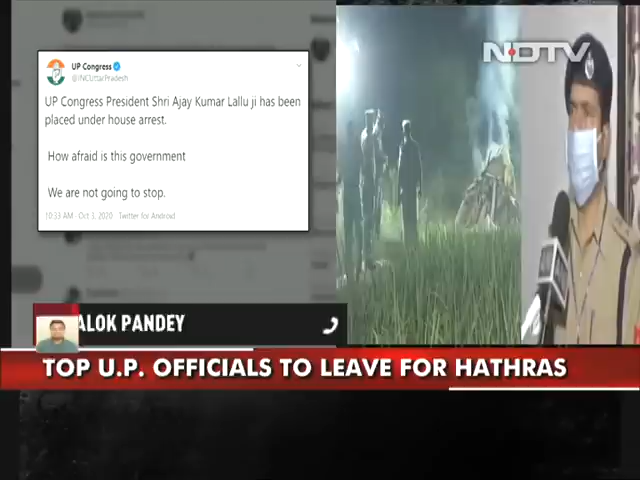 UP Congress
@INCUttarPradesh
UP Congress President Shri Ajay Kumar Lallu ji has been
placed under house arrest.
How afraid is this government
We are not going to stop.
10:33 AM · Oct 3, 2020 · Twitter for Android
NDTV
ALOK PANDEY
TOP U.P. OFFICIALS TO LEAVE FOR HATHRAS